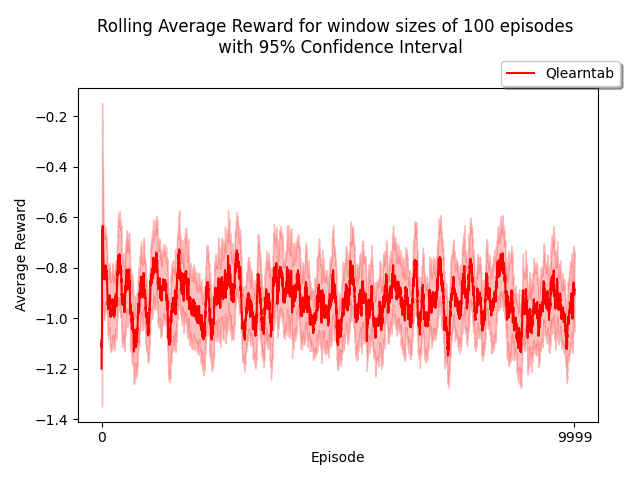 Rolling Average Reward for window sizes of 100 episodes
with 95% Confidence Interval
Qlearntab
Average Reward
−0.2
−0.4
−0.6
−0.8
−1.0
−1.2
−1.4
0
9999
Episode